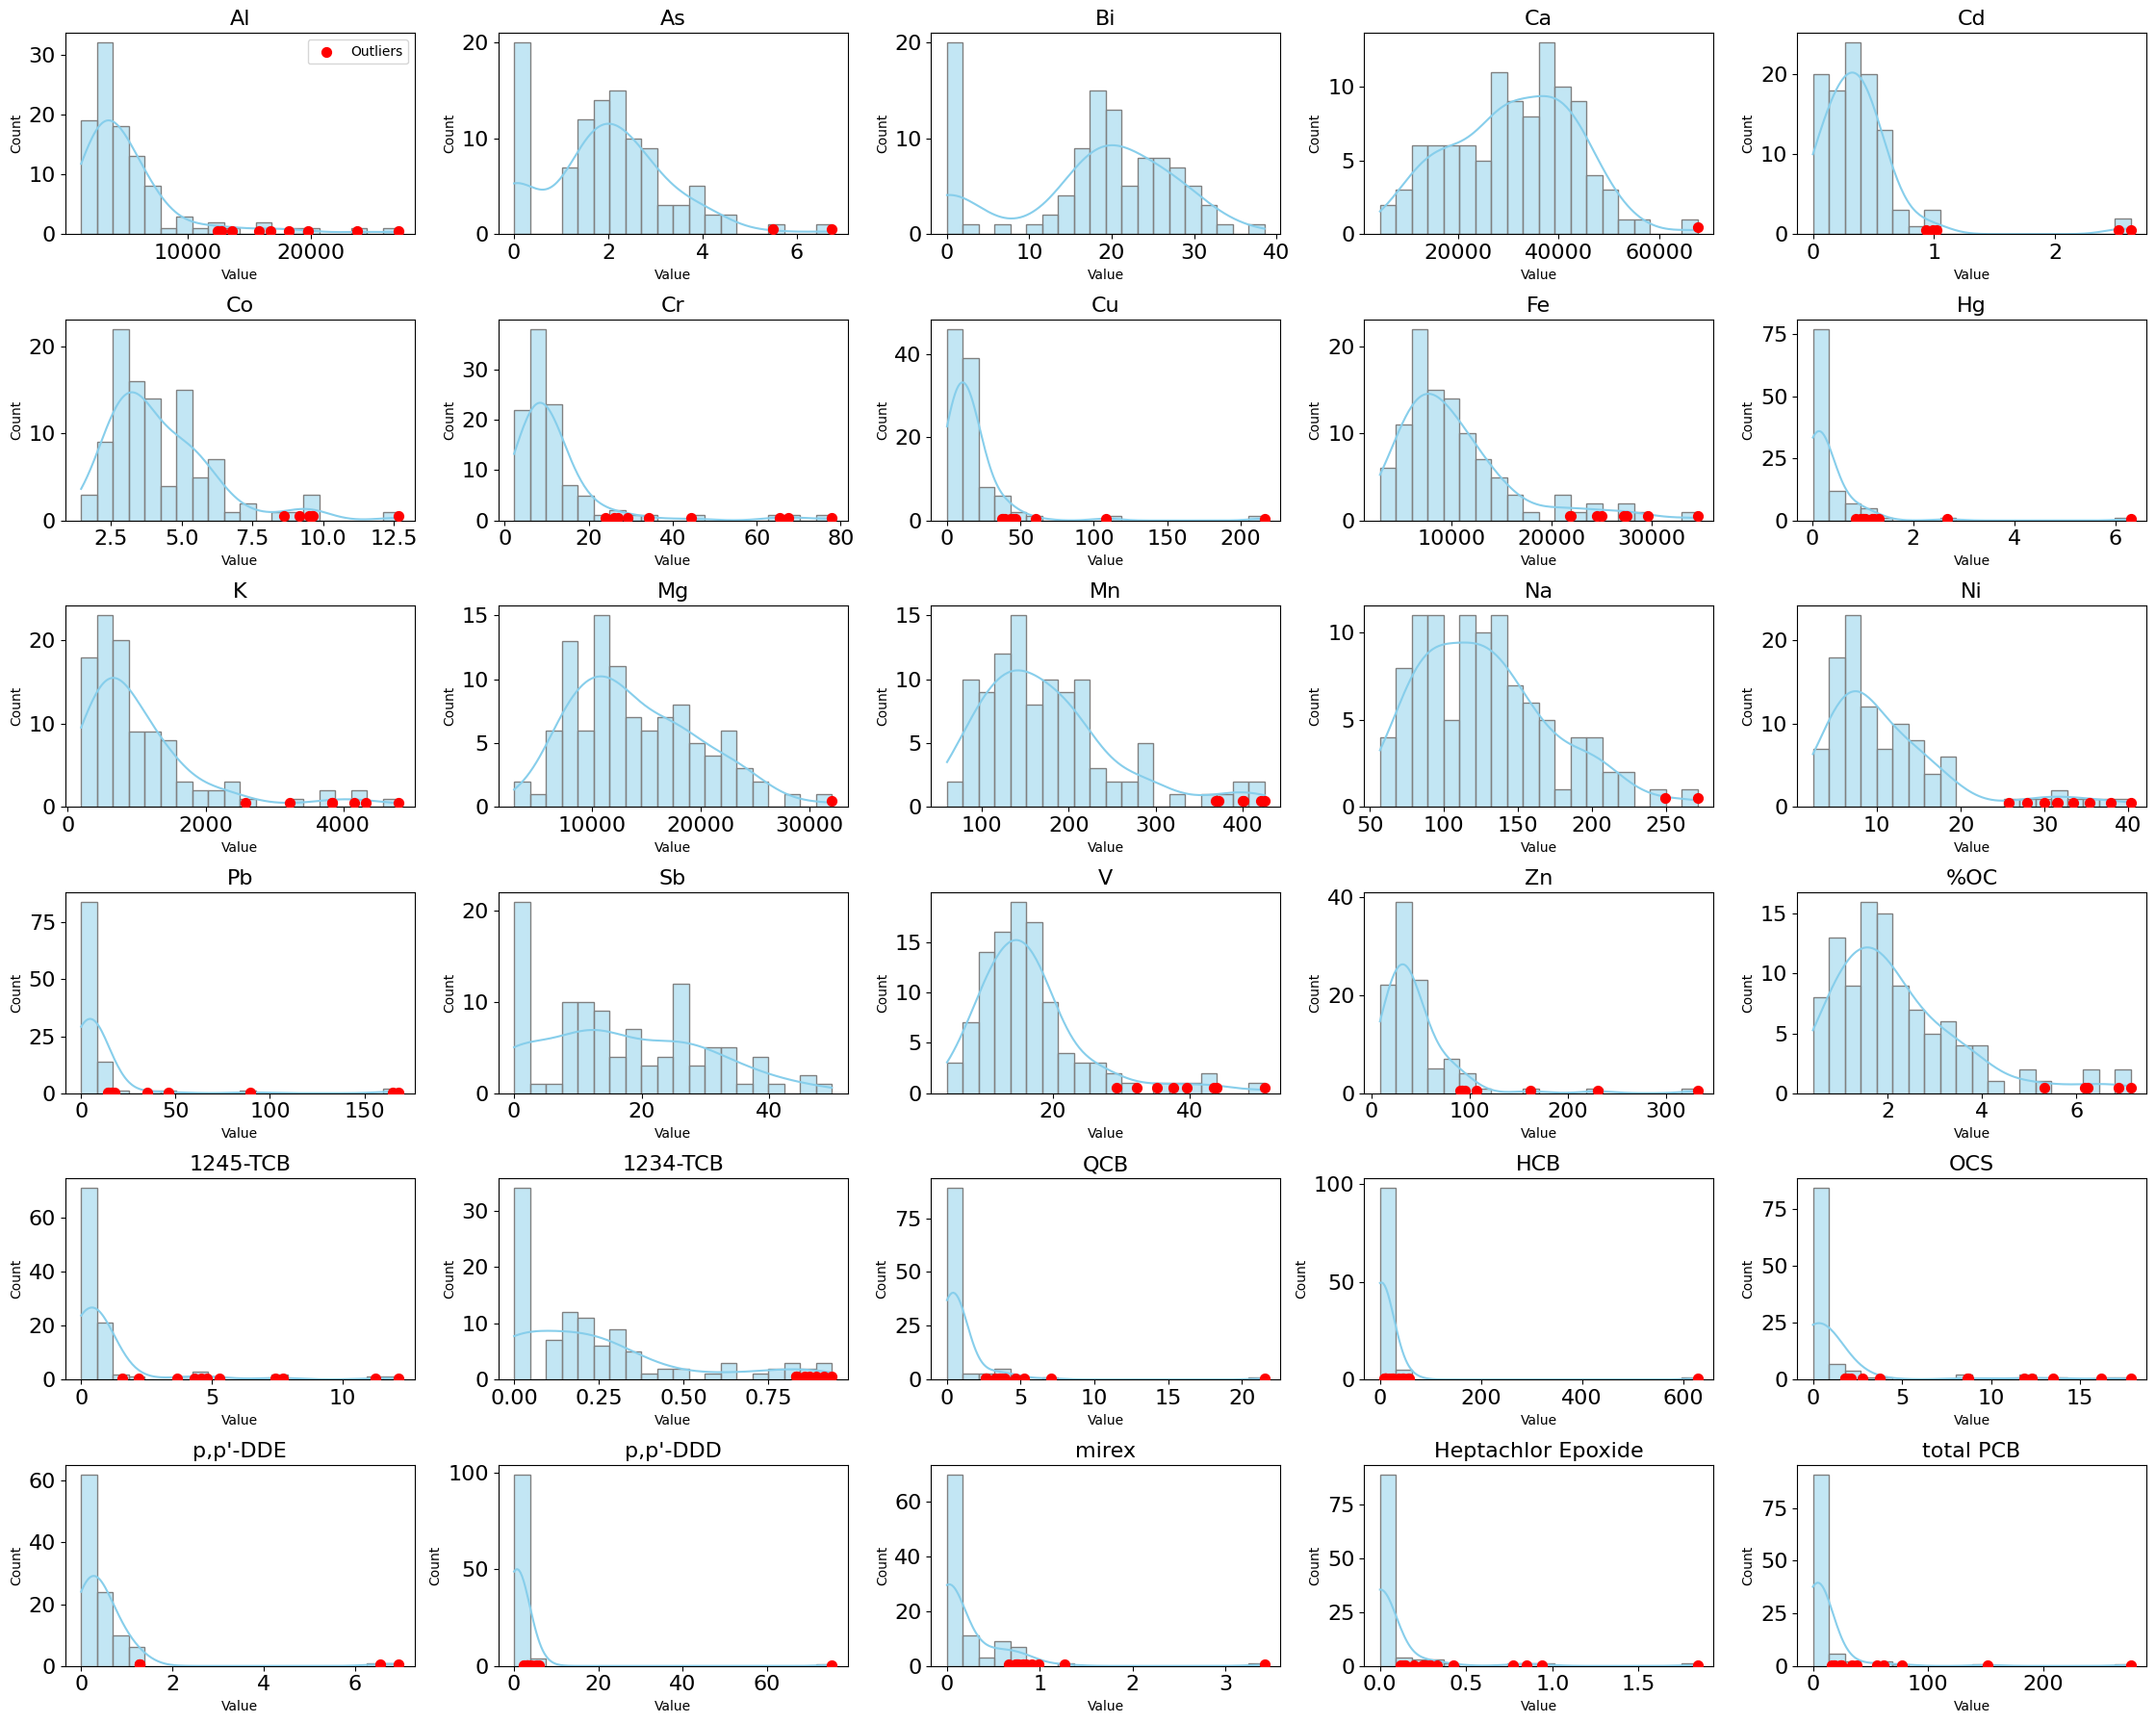 Al
Outliers
30
20
10
0
Count
10000 20000
Value
As
20
10
0
Count
0 2 4 6
Value
Bi
20
15
10
5
0
Count
0 10 20 30 40
Value
Ca
10
5
0
Count
20000 40000 60000
Value
Cd
20
10
0
Count
0 1 2
Value
Co
20
10
0
Count
2.5 5.0 7.5 10.0 12.5
Value
Cr
30
20
10
0
Count
0 20 40 60 80
Value
Cu
40
20
0
Count
0 50 100 150 200
Value
Fe
20
10
0
Count
10000 20000 30000
Value
Hg
75
50
25
0
Count
0 2 4 6
Value
K
20
10
0
Count
0 2000 4000
Value
Mg
15
10
5
0
Count
10000 20000 30000
Value
Mn
15
10
5
0
Count
100 200 300 400
Value
Na
10
5
0
Count
50 100 150 200 250
Value
Ni
20
10
0
Count
10 20 30 40
Value
Pb
75
50
25
0
Count
0 50 100 150
Value
Sb
20
10
0
Count
0 20 40
Value
V
15
10
5
0
Count
20 40
Value
Zn
40
20
0
Count
0 100 200 300
Value
%OC
15
10
5
0
Count
2 4 6
Value
1245-TCB
60
40
20
0
Count
0 5 10
Value
1234-TCB
30
20
10
0
Count
0.00 0.25 0.50 0.75
Value
QCB
75
50
25
0
Count
0 5 10 15 20
Value
HCB
100
50
0
Count
0 200 400 600
Value
OCS
75
50
25
0
Count
0 5 10 15
Value
p,p'-DDE
60
40
20
0
Count
0 2 4 6
Value
p,p'-DDD
100
50
0
Count
0 20 40 60
Value
mirex
60
40
20
0
Count
0 1 2 3
Value
Heptachlor Epoxide
75
50
25
0
Count
0.0 0.5 1.0 1.5
Value
total PCB
75
50
25
0
Count
0 100 200
Value